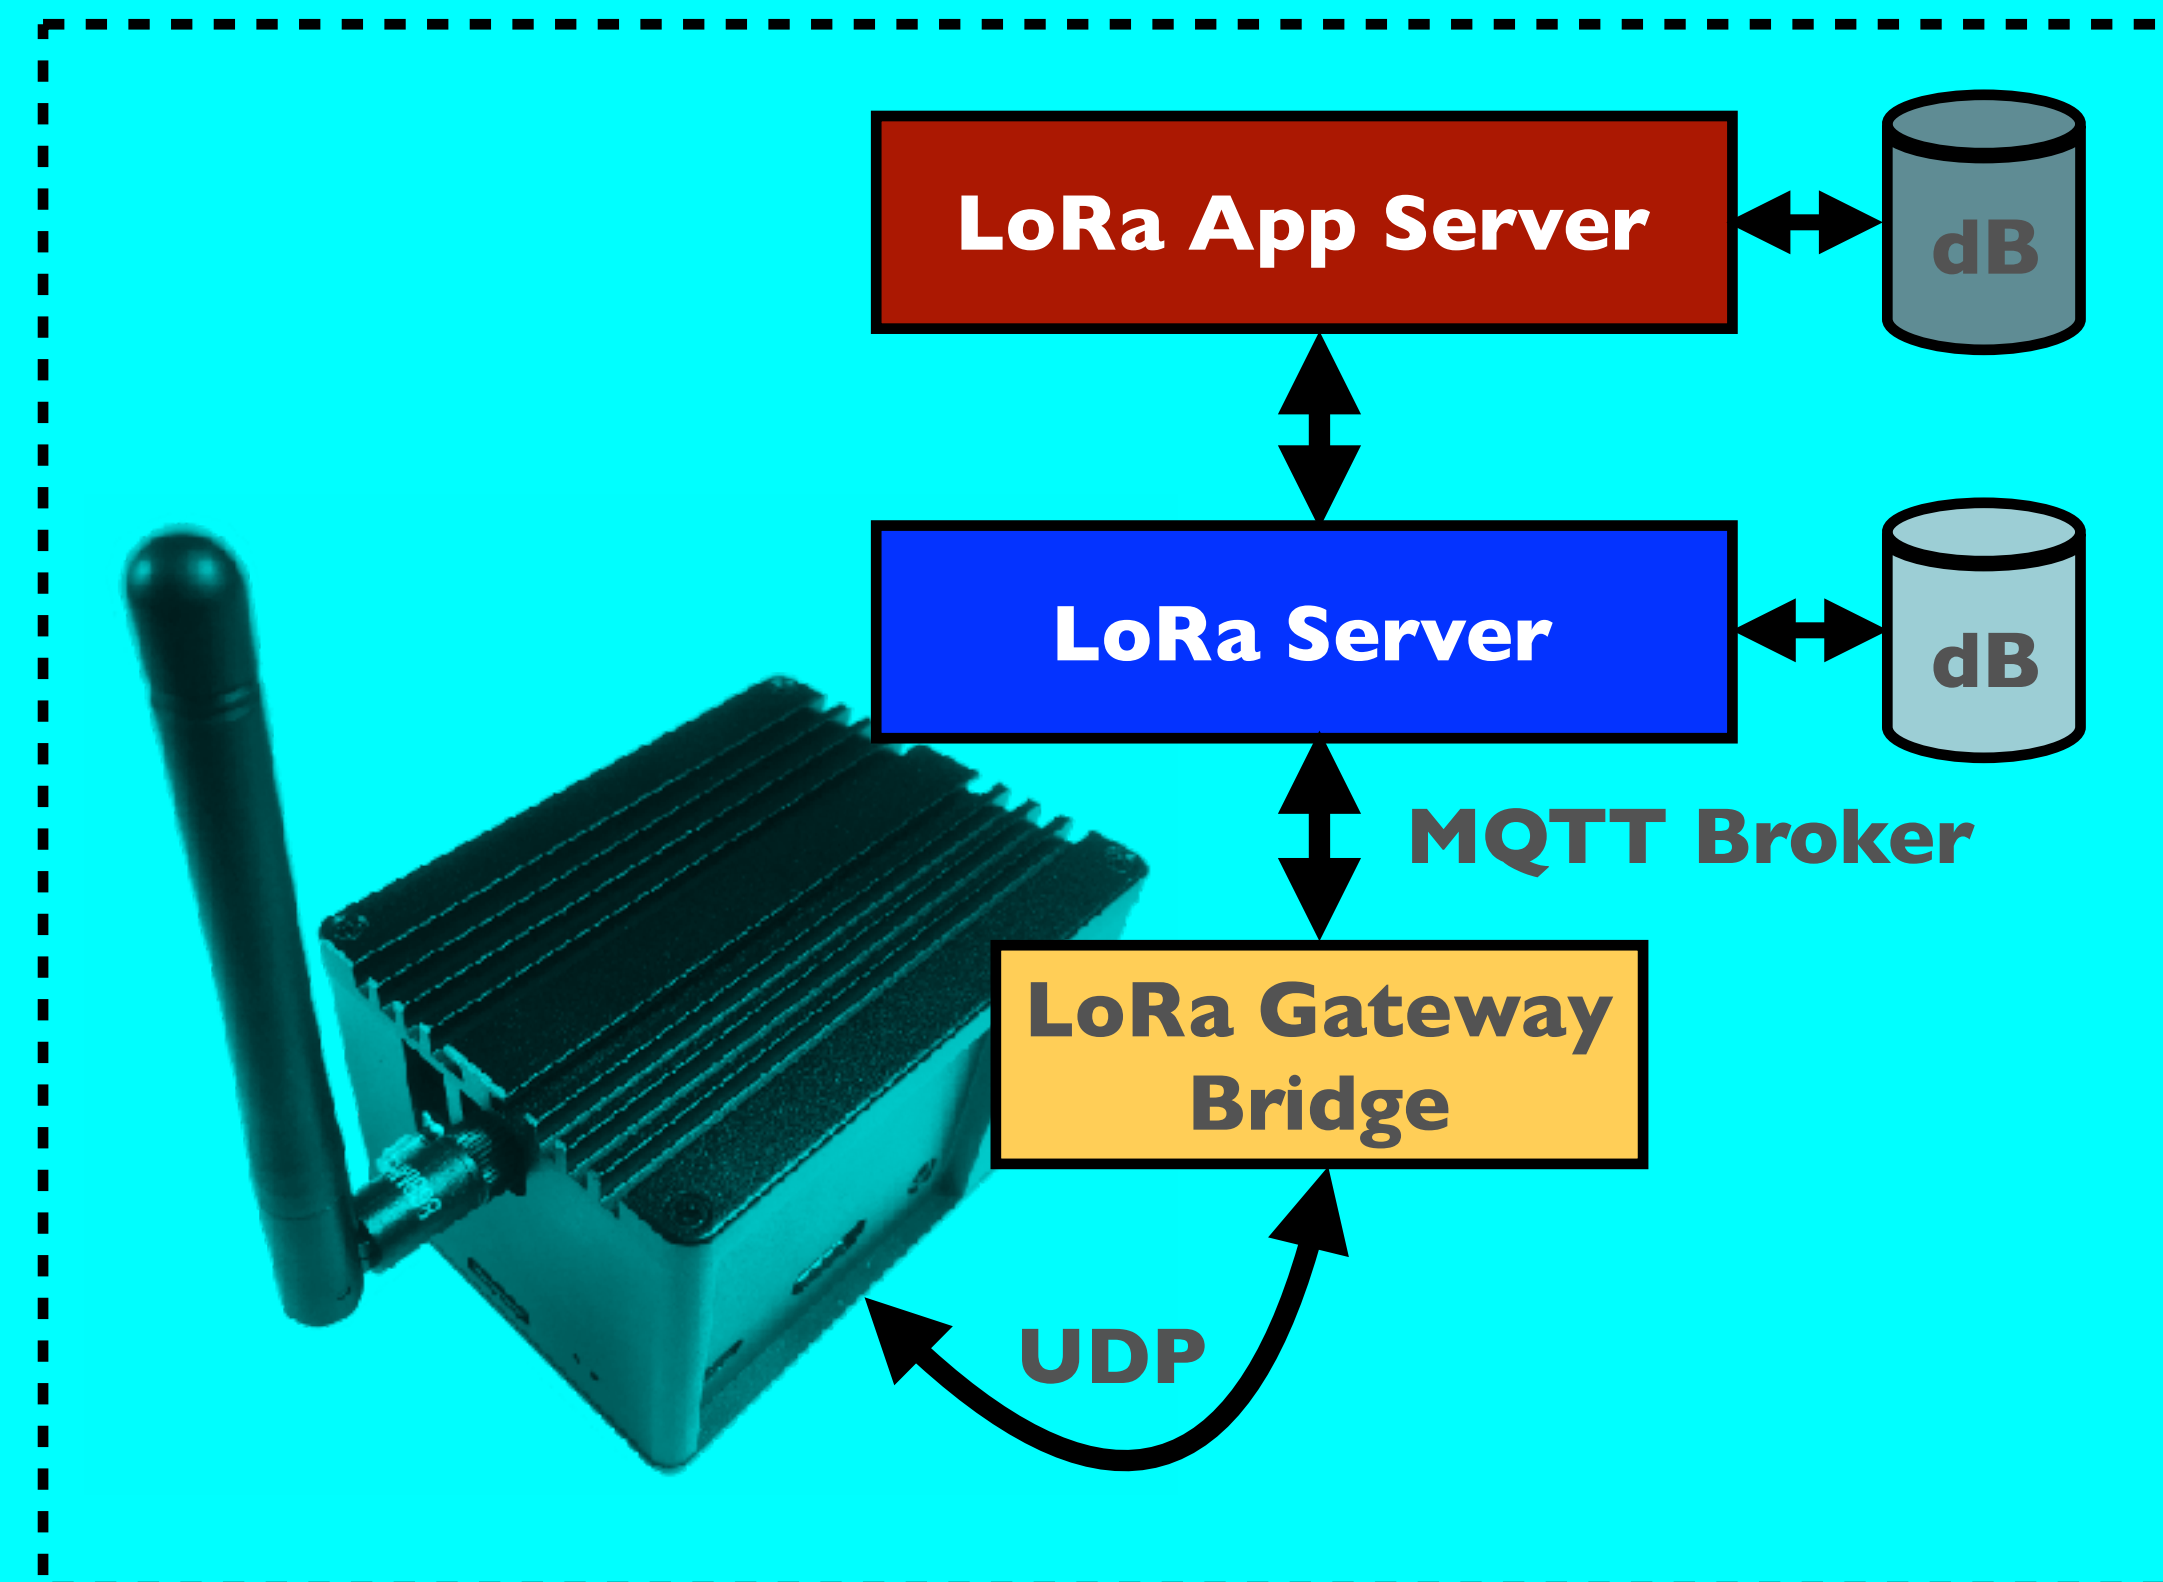 LoRa App Server
dB
LoRa Server
dB
MQTT Broker
LoRa Gateway
Bridge
UDP